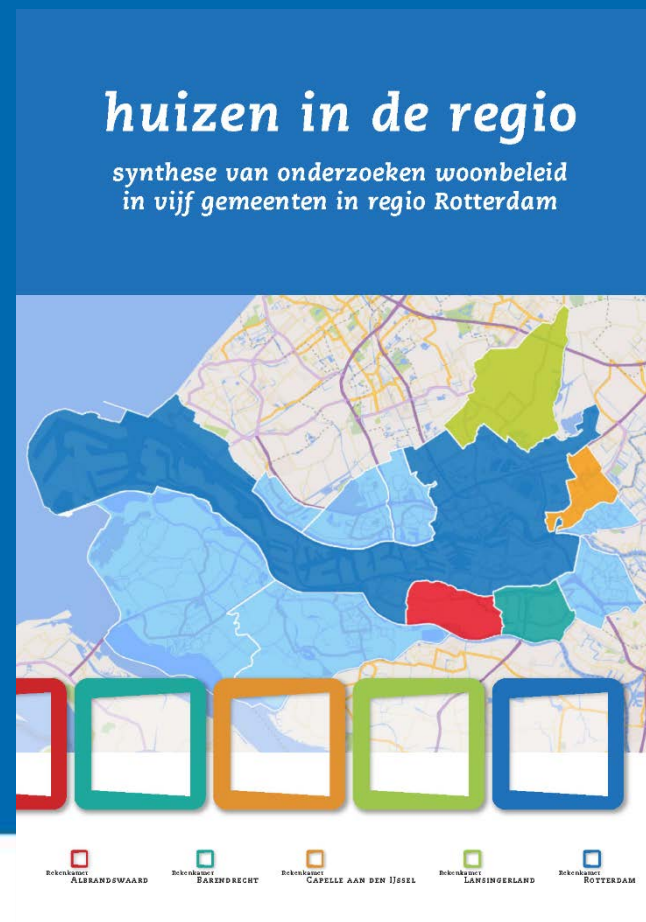 huizen in de regio
synthese van onderzoeken woonbeleid
in vijf gemeenten in regio Rotterdam
Rekenkamer
ALBRANDSWAARD
Rekenkamer
BARENDRECHT
Rekenkamer
CAPELLE AAN DEN IJSSEL
Rekenkamer
LANSINGERLAND
Rekenkamer
ROTTERDAM